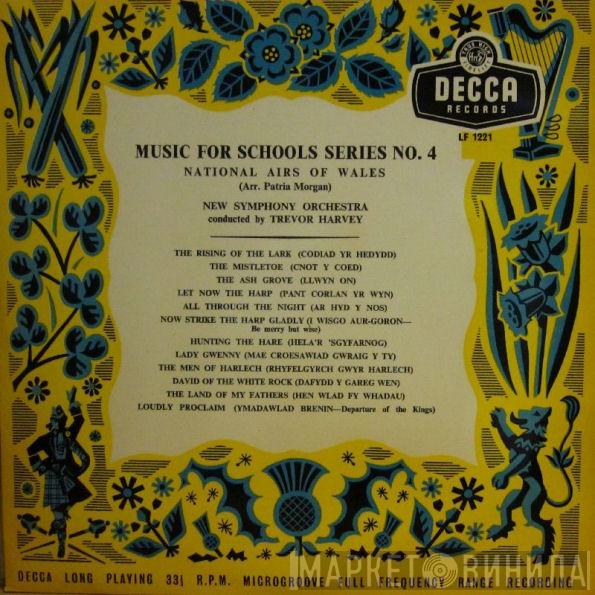 DECCA
RECORDS
LF 1221
MUSIC FOR SCHOOLS SERIES NO. 4
NATIONAL AIRS OF WALES
(Arr. Patria Morgan)
NEW SYMPHONY ORCHESTRA
conducted by TREVOR HARVEY
THE RISING OF THE LARK (CODIAD YR HEDYDD)
THE MISTLETOE (CNOT Y COED)
THE ASH GROVE (LLWYN ON)
LET NOW THE HARP (PANT CORLAN YR WYN)
ALL THROUGH THE NIGHT (AR HYD Y NOS)
NOW STRIKE THE HARP GLADLY (I WISGO AUR-GORON—
Be merry but wise)
HUNTING THE HARE (HELA'R 'SGYFARNOG)
LADY GWENNY (MAE CROESAWIAD GWRAIG Y TY)
THE MEN OF HARLECH (RHYFELGYRCH GWYR HARLECH)
DAVID OF THE WHITE ROCK (DAFYDD Y GAREG WEN)
THE LAND OF MY FATHERS (HEN WLAD FY WHADAU)
LOUDLY PROCLAIM (YMADAWLAD BRENIN—Departure of the Kings)
МАРКЕТ ВИНИЛА
DECCA LONG PLAYING 33⅓ R.P.M. MICROGROOVE FULL FREQUENCY RANGE RECORDING